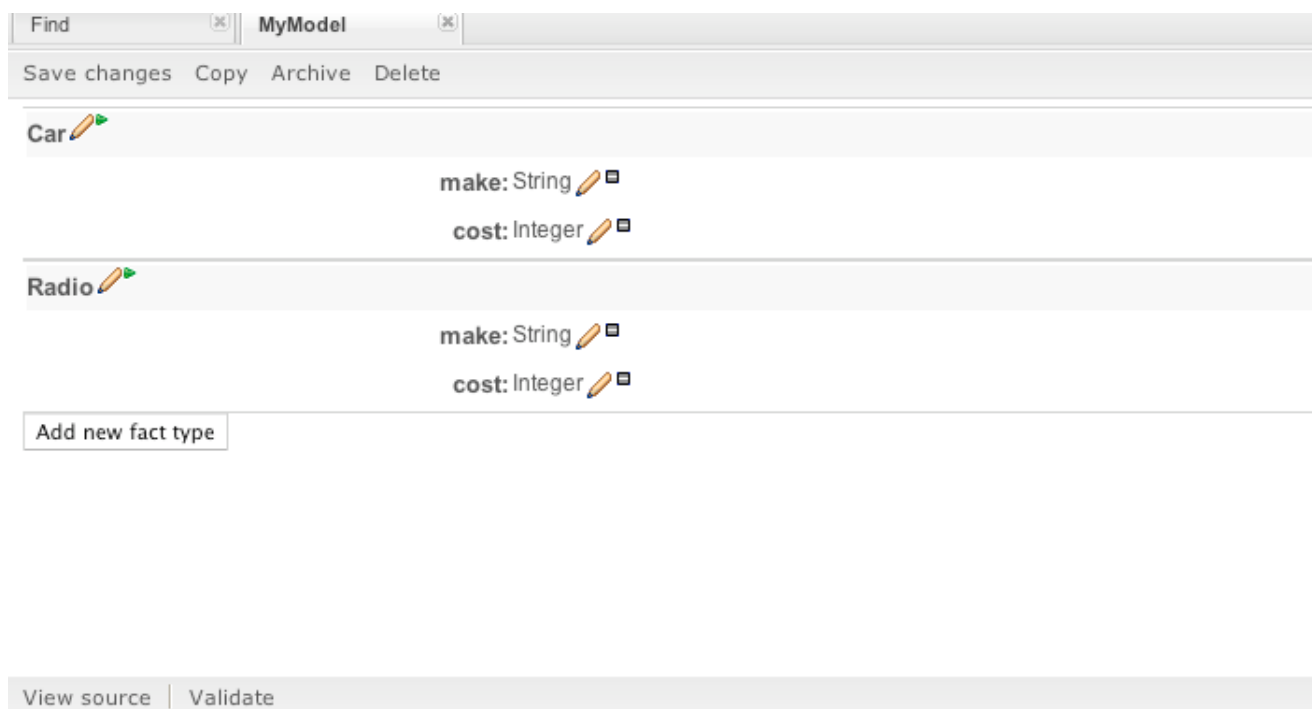 Find MyModel
Save changes Copy Archive Delete
Car
make: String
cost: Integer
Radio
make: String
cost: Integer
Add new fact type
View source Validate